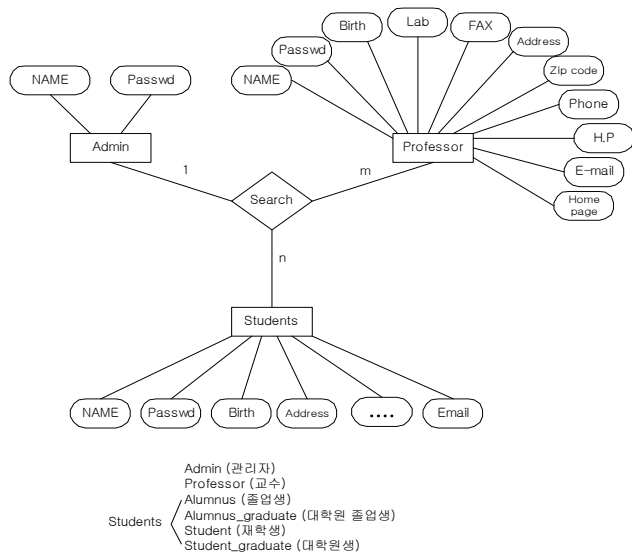 Birth
Lab
FAX
Passwd
Address
NAME
Passwd
NAME
Zip code
Phone
Admin
Professor
H.P
1
m
E-mail
Search
Home
page
n
Students
NAME
Passwd
Birth
Address
....
Email
Admin (관리자)
Professor (교수)
Alumnus (졸업생)
Alumnus_graduate (대학원 졸업생)
Students
Student (재학생)
Student_graduate (대학원생)